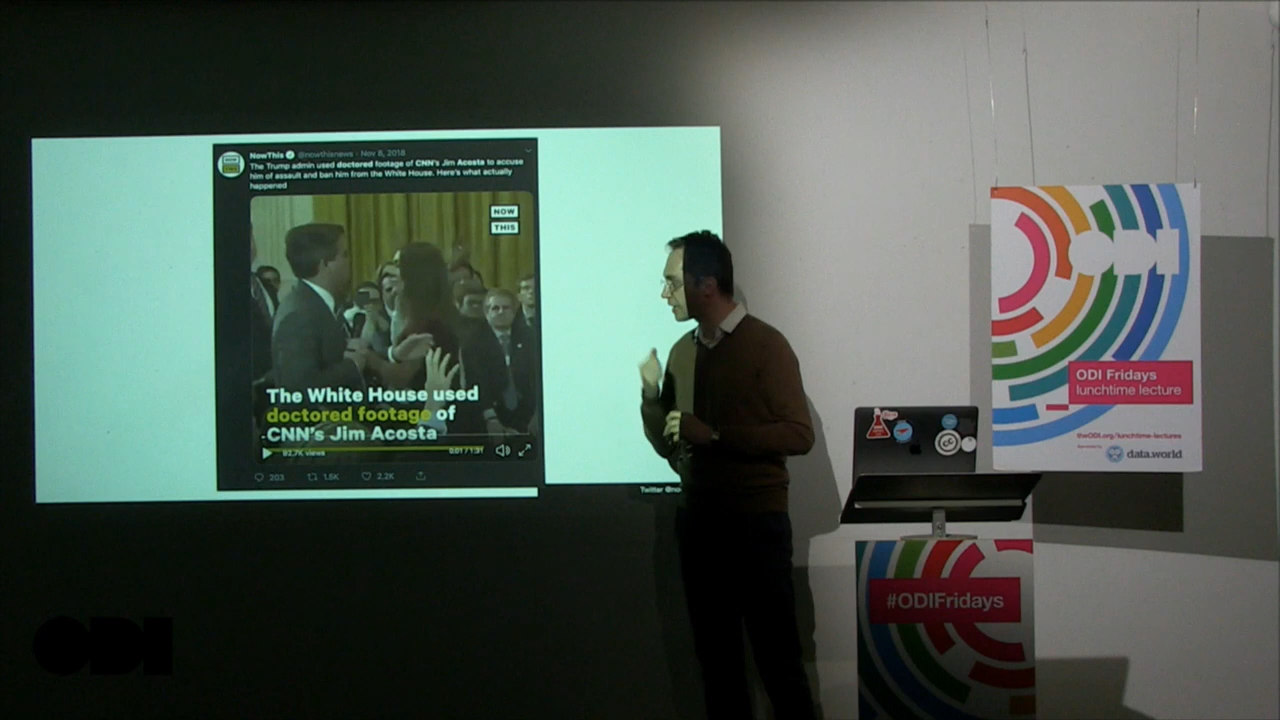 NowThis @nowthisnews · Nov 8, 2018
The Trump admin used doctored footage of CNN's Jim Acosta to accuse
him of assault and ban him from the White House. Here's what actually
happened
NOW
THIS
The White House used
doctored footage of
CNN's Jim Acosta
92.7K views
0:01 / 1:31
203 1.5K 2.2K
Twitter
ODI Fridays
lunchtime lecture
theODI.org/lunchtime-lectures
data.world
CC
#ODIFridays
ODI